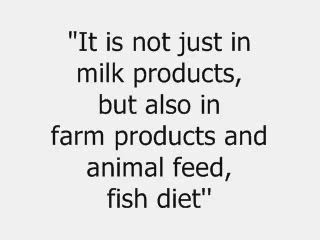 "It is not just in
milk products,
but also in
farm products and
animal feed,
fish diet"